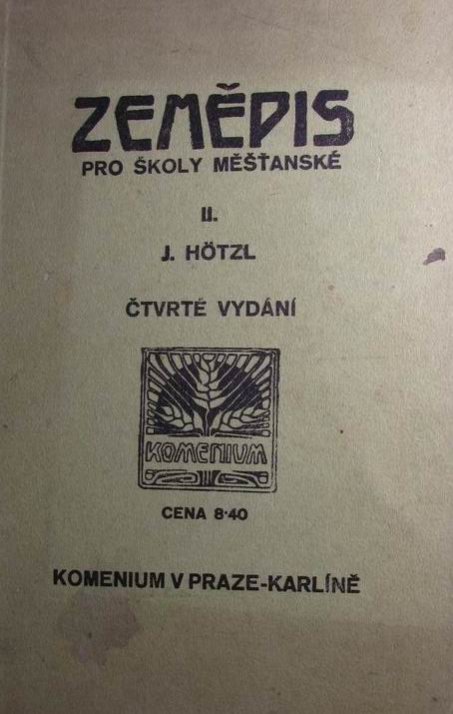 ZEMĚPIS
PRO ŠKOLY MĚŠŤANSKÉ
II.
J. HÖTZL
ČTVRTÉ VYDÁNÍ
KOMENIUM
CENA 8·40
KOMENIUM V PRAZE-KARLÍNĚ